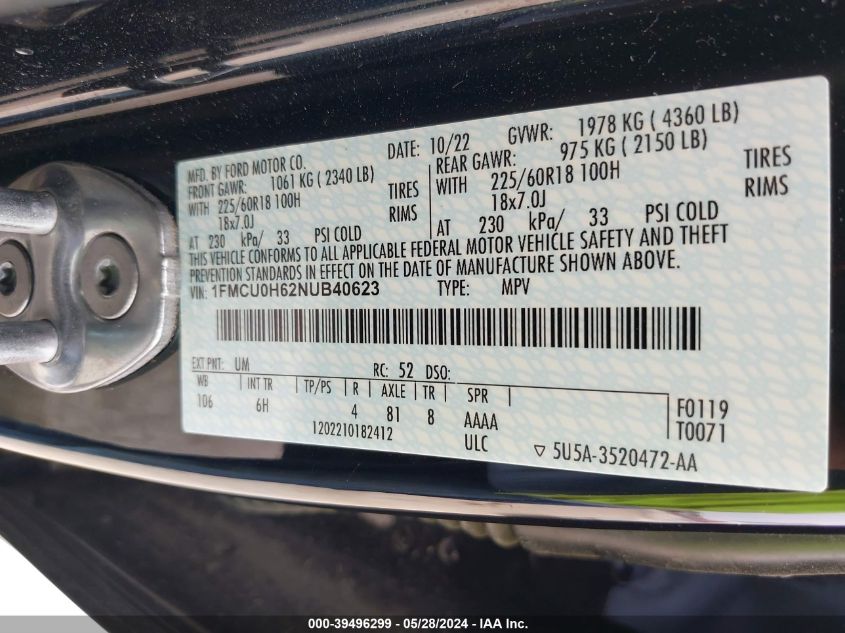 MFD. BY FORD MOTOR CO. DATE: 10/22 GVWR: 1978 KG ( 4360 LB)
FRONT GAWR: 1061 KG ( 2340 LB) REAR GAWR: 975 KG ( 2150 LB)
WITH 225/60R18 100H TIRES WITH 225/60R18 100H TIRES
18x7.0J RIMS 18x7.0J RIMS
AT 230 kPa/ 33 PSI COLD AT 230 kPa/ 33 PSI COLD
THIS VEHICLE CONFORMS TO ALL APPLICABLE FEDERAL MOTOR VEHICLE SAFETY AND THEFT
PREVENTION STANDARDS IN EFFECT ON THE DATE OF MANUFACTURE SHOWN ABOVE.
VIN: 1FMCU0H62NUB40623 TYPE: MPV
EXT PNT: UM RC: 52 DSO:
WB INT TR TP/PS R AXLE TR SPR
106 6H 4 81 8 AAAA F0119
1202210182412 ULC T0071
▽ 5U5A-3520472-AA
000-39496299 - 05/28/2024 - IAA Inc.